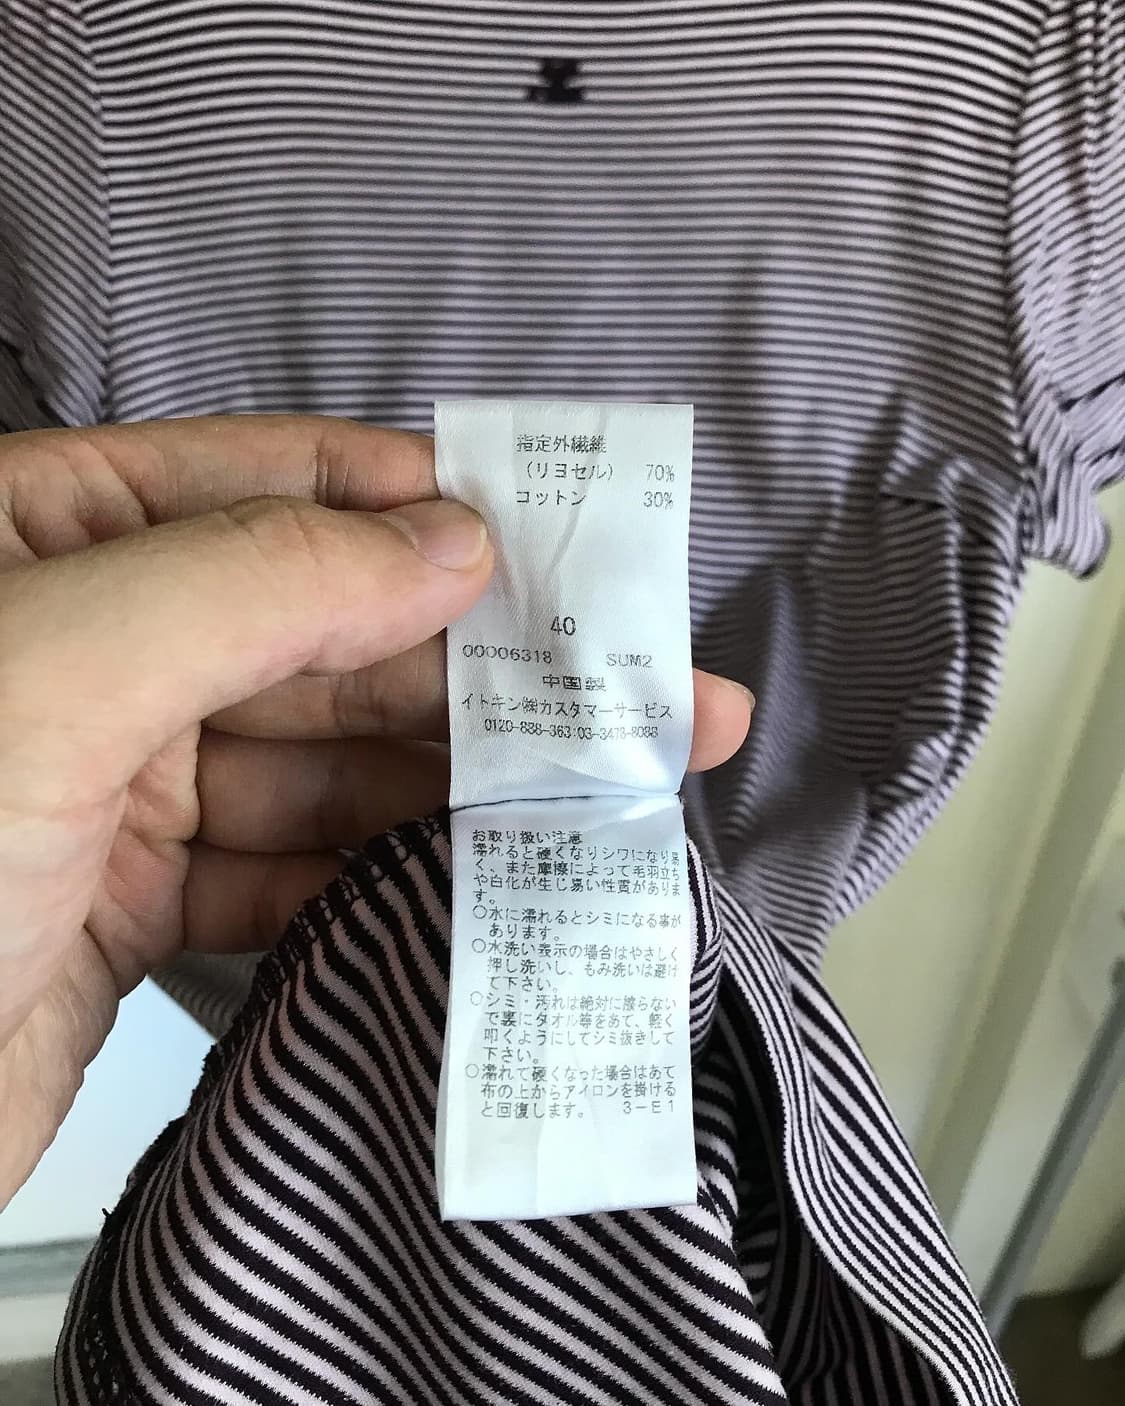 指定外繊維
（リヨセル） 70%
コットン 30%
40
00006318 SUM2
中国製
イトキン㈱カスタマーサービス
0120-888-363:03-3478-8088
お取り扱い注意
濡れると硬くなりシワになり易
く、また摩擦によって毛羽立ち
や白化が生じ易い性質がありま
す。
○水に濡れるとシミになる事が
あります。
○水洗い表示の場合はやさしく
押し洗いし、もみ洗いは避け
て下さい。
○シミ・汚れは絶対に擦らない
で裏にタオル等をあて、軽く
叩くようにしてシミ抜きして
下さい。
○濡れて硬くなった場合はあて
布の上からアイロンを掛ける
と回復します。 3-E1